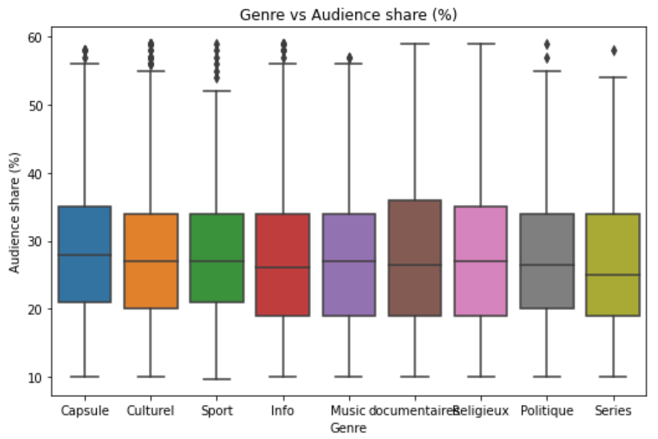 Genre vs Audience share (%)
Audience share (%)
60
50
40
30
20
10
Capsule Culturel Sport Info Music documentaires Religieux Politique Series
Genre